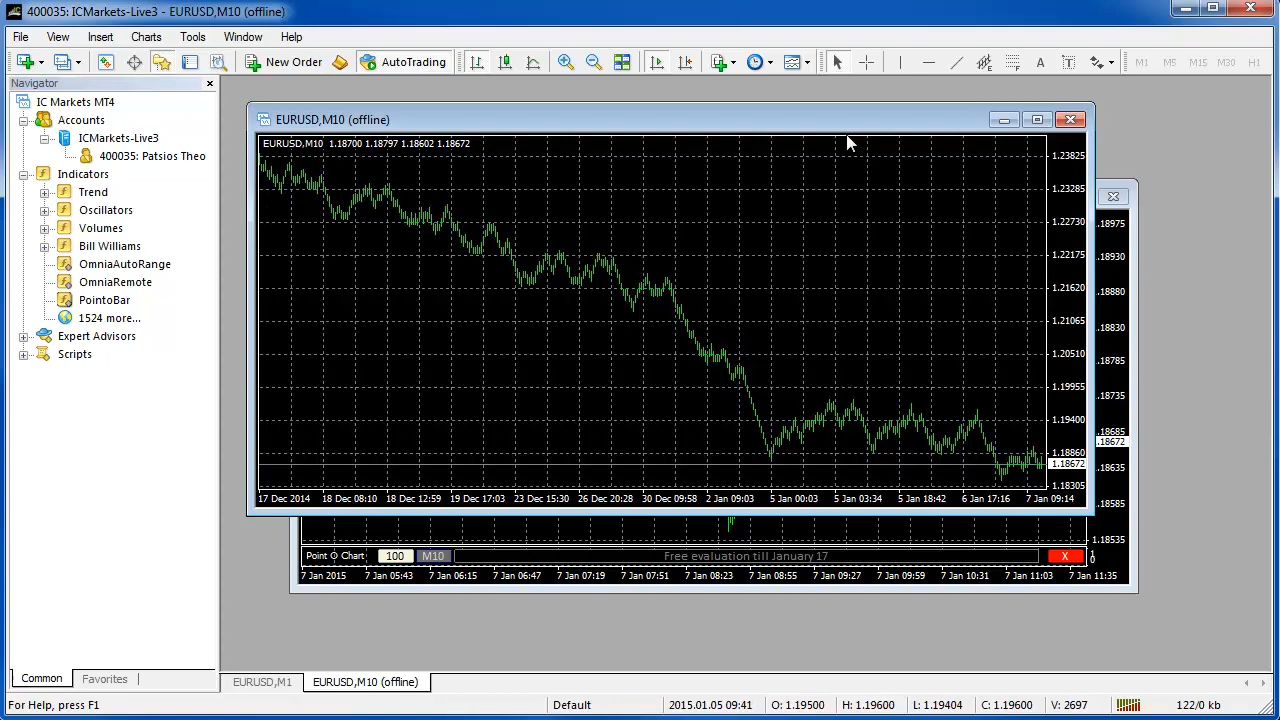 400035: ICMarkets-Live3 - EURUSD,M10 (offline)
File View Insert Charts Tools Window Help
New Order AutoTrading A T M1 M5 M15 M30 H1
Navigator
IC Markets MT4
Accounts
ICMarkets-Live3
400035: Patsios Theo
Indicators
Trend
Oscillators
Volumes
Bill Williams
OmniaAutoRange
OmniaRemote
PointoBar
1524 more...
Expert Advisors
Scripts
Common Favorites
EURUSD,M10 (offline)
EURUSD,M10 1.18700 1.18797 1.18602 1.18672
1.23825
1.23285
1.22730
1.22175
1.21620
1.21065
1.20510
1.19955
1.19400
1.18860
1.18672
1.18305
17 Dec 2014 18 Dec 08:10 18 Dec 12:59 19 Dec 17:03 23 Dec 15:30 26 Dec 20:28 30 Dec 09:58 2 Jan 09:03 5 Jan 00:03 5 Jan 03:34 5 Jan 18:42 6 Jan 17:16 7 Jan 09:14
.18975
.18930
.18880
.18830
.18785
.18735
.18685
.18672
.18635
.18585
1.18535
Point O Chart 100 M10 Free evaluation till January 17 X 1
0
7 Jan 2015 7 Jan 05:43 7 Jan 06:15 7 Jan 06:47 7 Jan 07:19 7 Jan 07:51 7 Jan 08:23 7 Jan 08:55 7 Jan 09:27 7 Jan 09:59 7 Jan 10:31 7 Jan 11:03 7 Jan 11:35
EURUSD,M1 EURUSD,M10 (offline)
For Help, press F1 Default 2015.01.05 09:41 O: 1.19500 H: 1.19600 L: 1.19404 C: 1.19600 V: 2697 122/0 kb